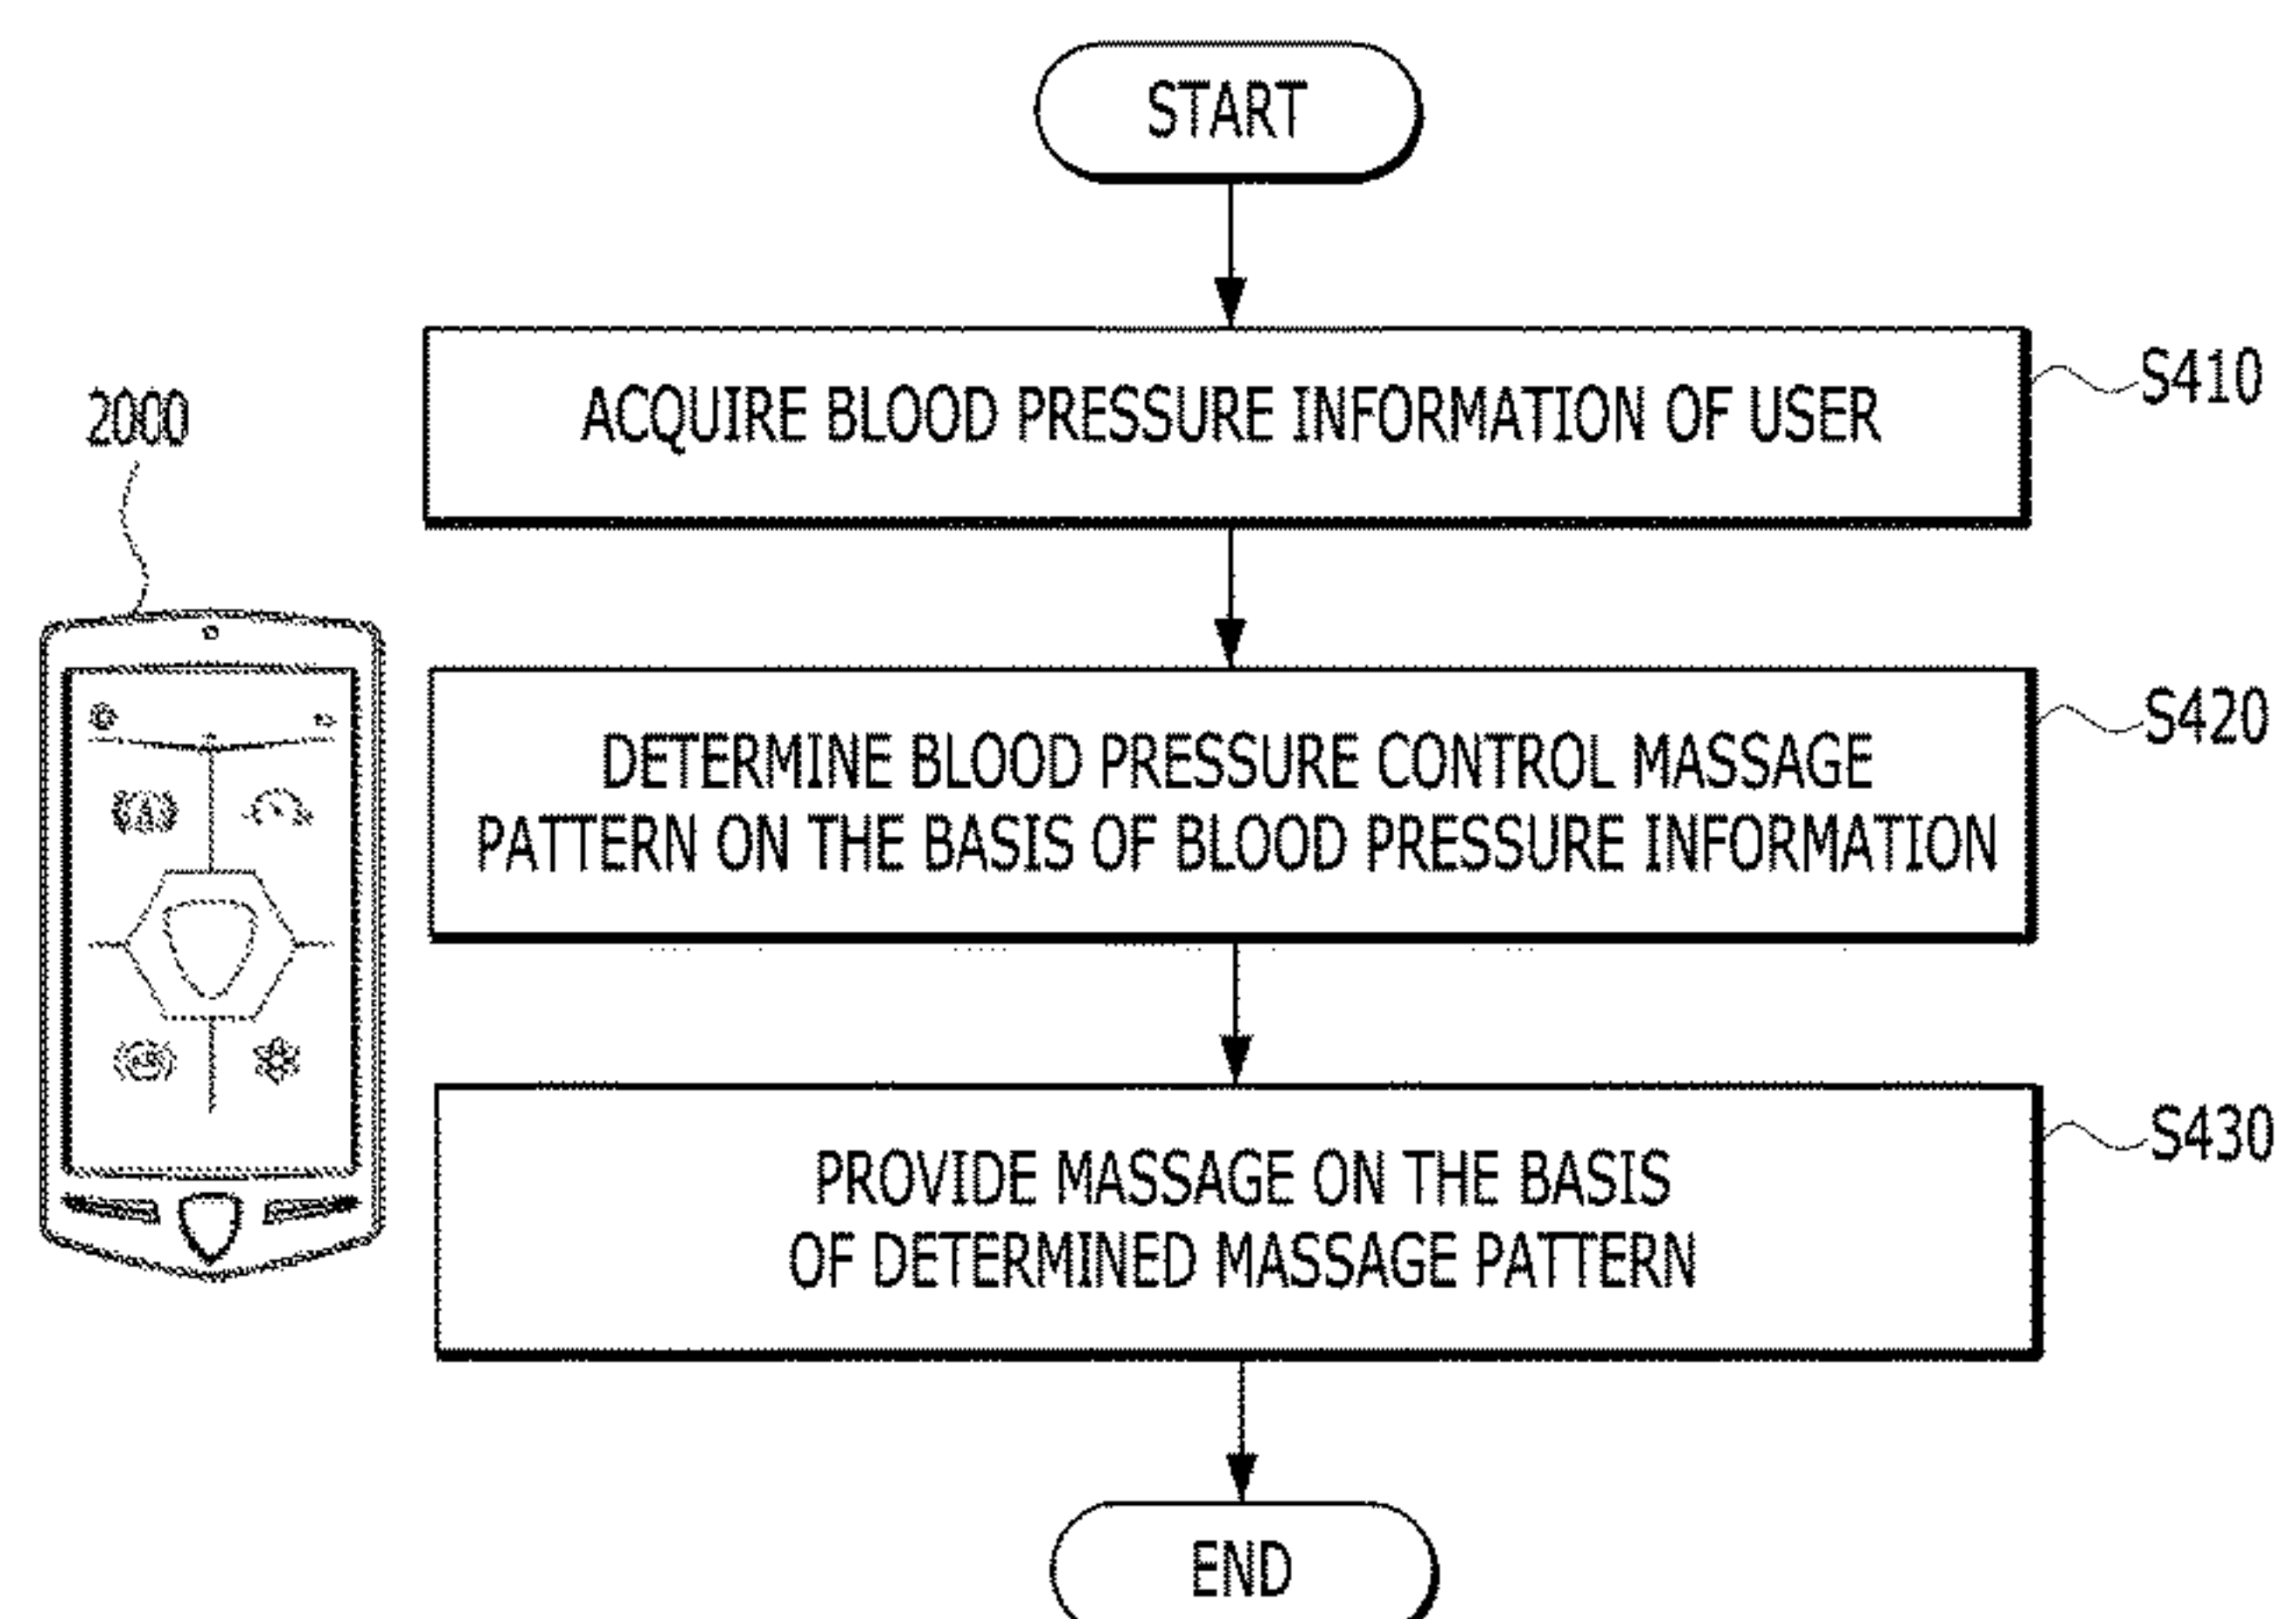 START
ACQUIRE BLOOD PRESSURE INFORMATION OF USER
S410
2000
DETERMINE BLOOD PRESSURE CONTROL MASSAGE
PATTERN ON THE BASIS OF BLOOD PRESSURE INFORMATION
S420
PROVIDE MASSAGE ON THE BASIS
OF DETERMINED MASSAGE PATTERN
S430
END